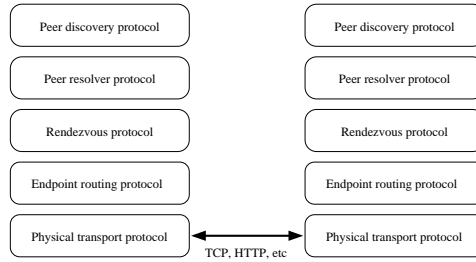 Peer discovery protocol
Peer discovery protocol
Peer resolver protocol
Peer resolver protocol
Rendezvous protocol
Rendezvous protocol
Endpoint routing protocol
Endpoint routing protocol
Physical transport protocol
Physical transport protocol
TCP, HTTP, etc